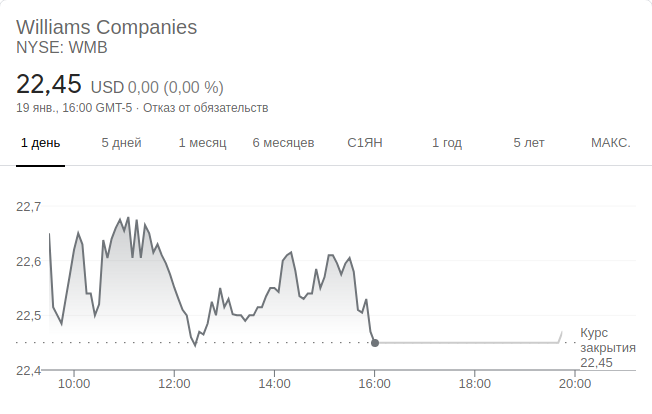 Williams Companies
NYSE: WMB
22,45 USD 0,00 (0,00 %)
19 янв., 16:00 GMT-5 · Отказ от обязательств
1 день 5 дней 1 месяц 6 месяцев С1ЯН 1 год 5 лет МАКС.
22,7
22,6
22,5
22,4
Курс
закрытия
22,45
10:00 12:00 14:00 16:00 18:00 20:00